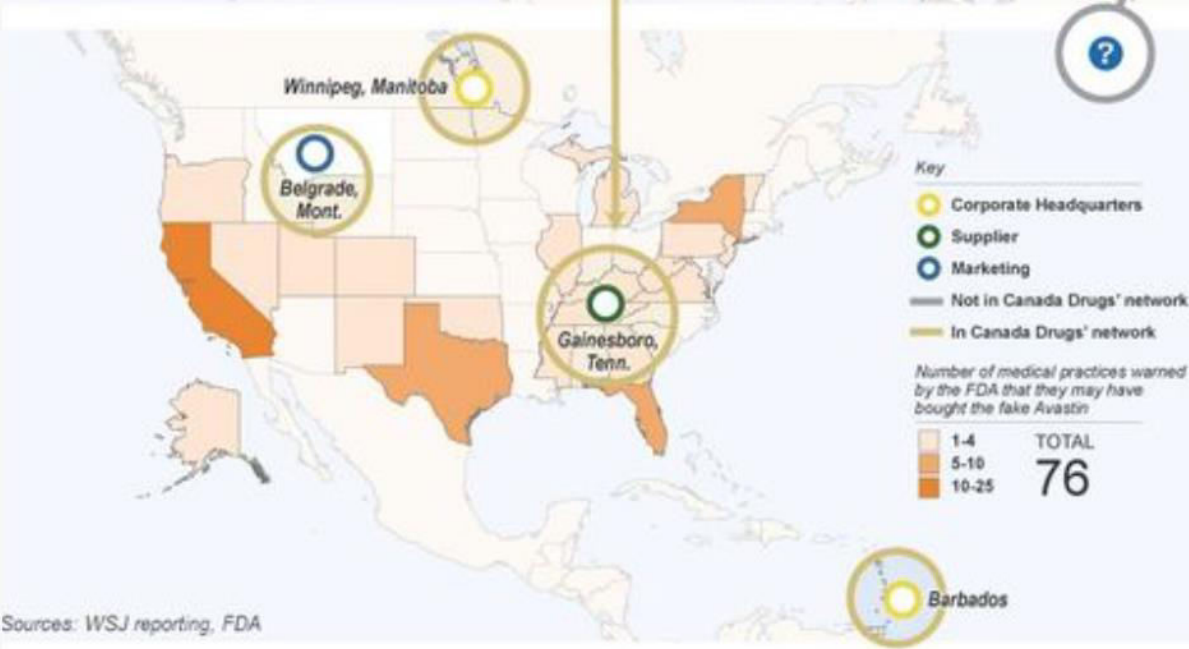 ?
Winnipeg, Manitoba
Belgrade,
Mont.
Key
Corporate Headquarters
Supplier
Marketing
Not in Canada Drugs' network
In Canada Drugs' network
Gainesboro,
Tenn.
Number of medical practices warned
by the FDA that they may have
bought the fake Avastin
1-4
5-10
10-25
TOTAL
76
Barbados
Sources: WSJ reporting, FDA